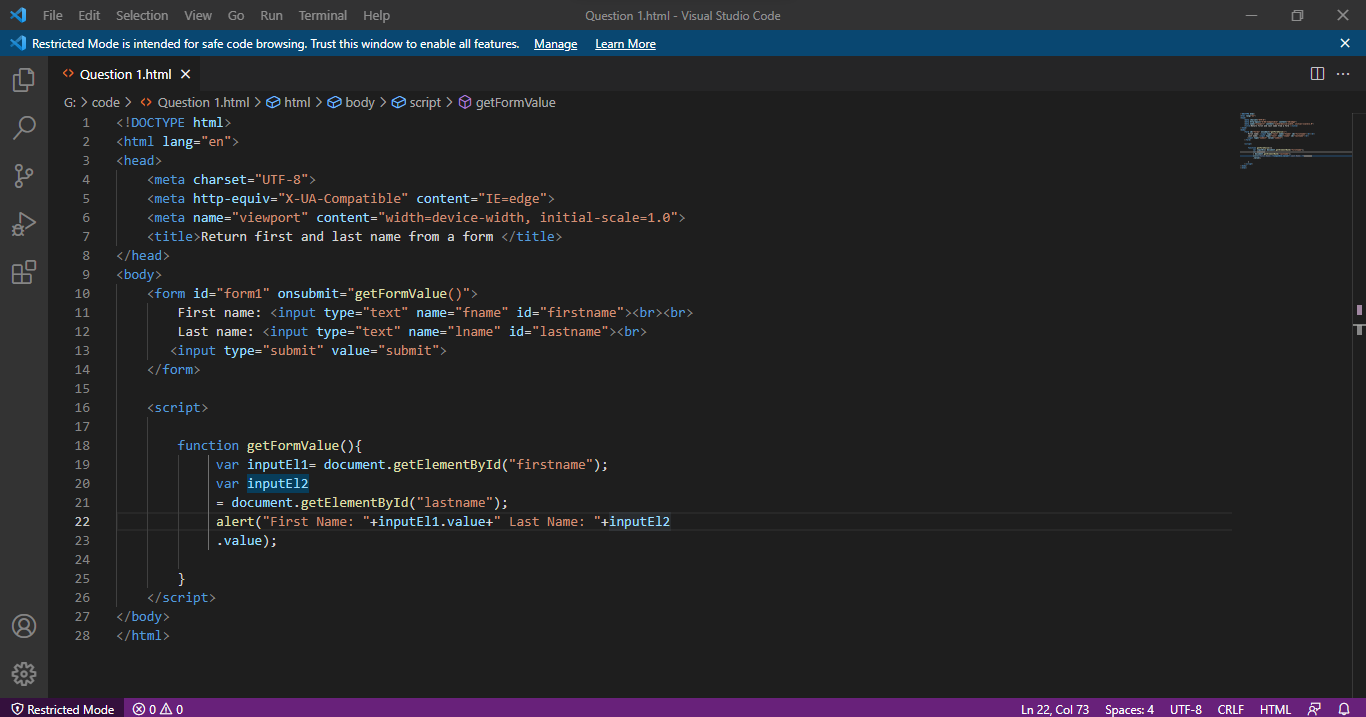 File Edit Selection View Go Run Terminal Help Question 1.html - Visual Studio Code
Restricted Mode is intended for safe code browsing. Trust this window to enable all features. Manage Learn More
Question 1.html
G: > code > Question 1.html > html > body > script > getFormValue
1 <!DOCTYPE html>
2 <html lang="en">
3 <head>
4 <meta charset="UTF-8">
5 <meta http-equiv="X-UA-Compatible" content="IE=edge">
6 <meta name="viewport" content="width=device-width, initial-scale=1.0">
7 <title>Return first and last name from a form </title>
8 </head>
9 <body>
10 <form id="form1" onsubmit="getFormValue()">
11 First name: <input type="text" name="fname" id="firstname"><br><br>
12 Last name: <input type="text" name="lname" id="lastname"><br>
13 <input type="submit" value="submit">
14 </form>
15
16 <script>
17
18 function getFormValue(){
19 var inputEl1= document.getElementById("firstname");
20 var inputEl2
21 = document.getElementById("lastname");
22 alert("First Name: "+inputEl1.value+" Last Name: "+inputEl2
23 .value);
24
25 }
26 </script>
27 </body>
28 </html>
Restricted Mode 0 0 Ln 22, Col 73 Spaces: 4 UTF-8 CRLF HTML